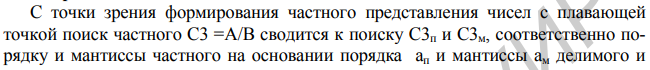 С точки зрения формирования частного представления чисел с плавающей
точкой поиск частного С3 =А/В сводится к поиску С3п и С3м, соответственно по-
рядку и мантиссы частного на основании порядка ап и мантиссы ам делимого и